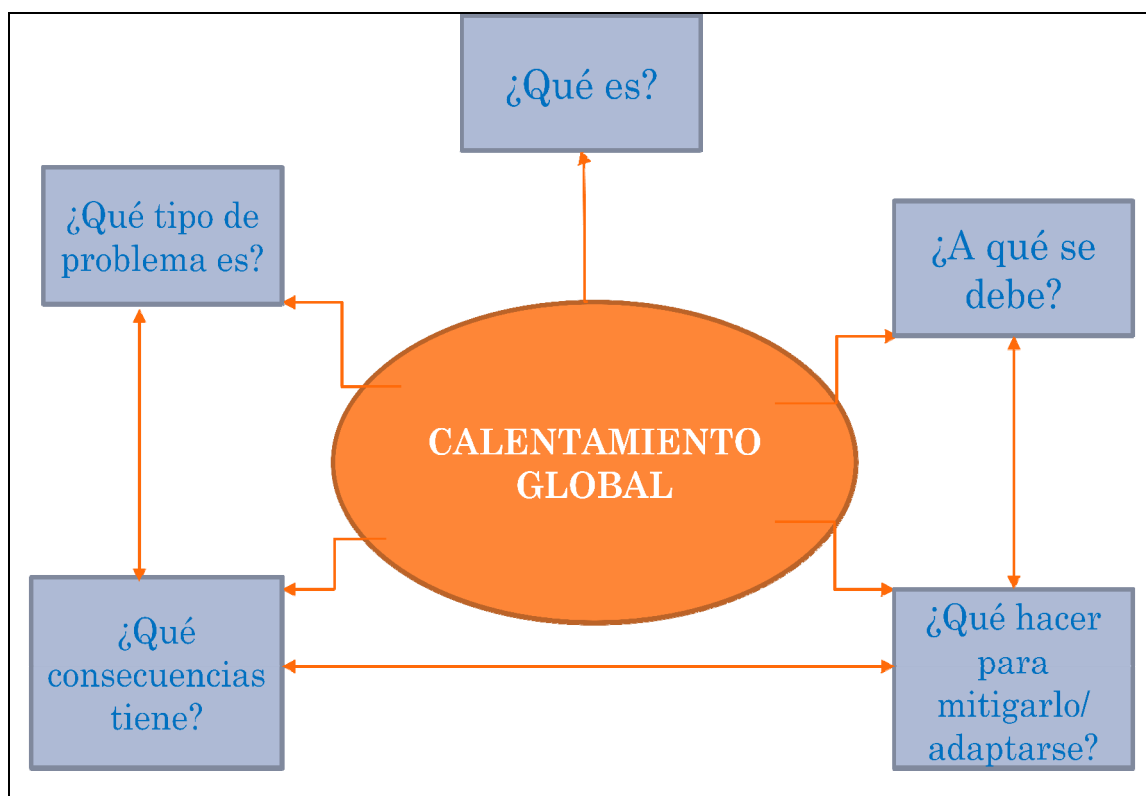 ¿Qué es?
¿Qué tipo de
problema es?
¿A qué se
debe?
CALENTAMIENTO
GLOBAL
¿Qué
consecuencias
tiene?
¿Qué hacer
para
mitigarlo/
adaptarse?